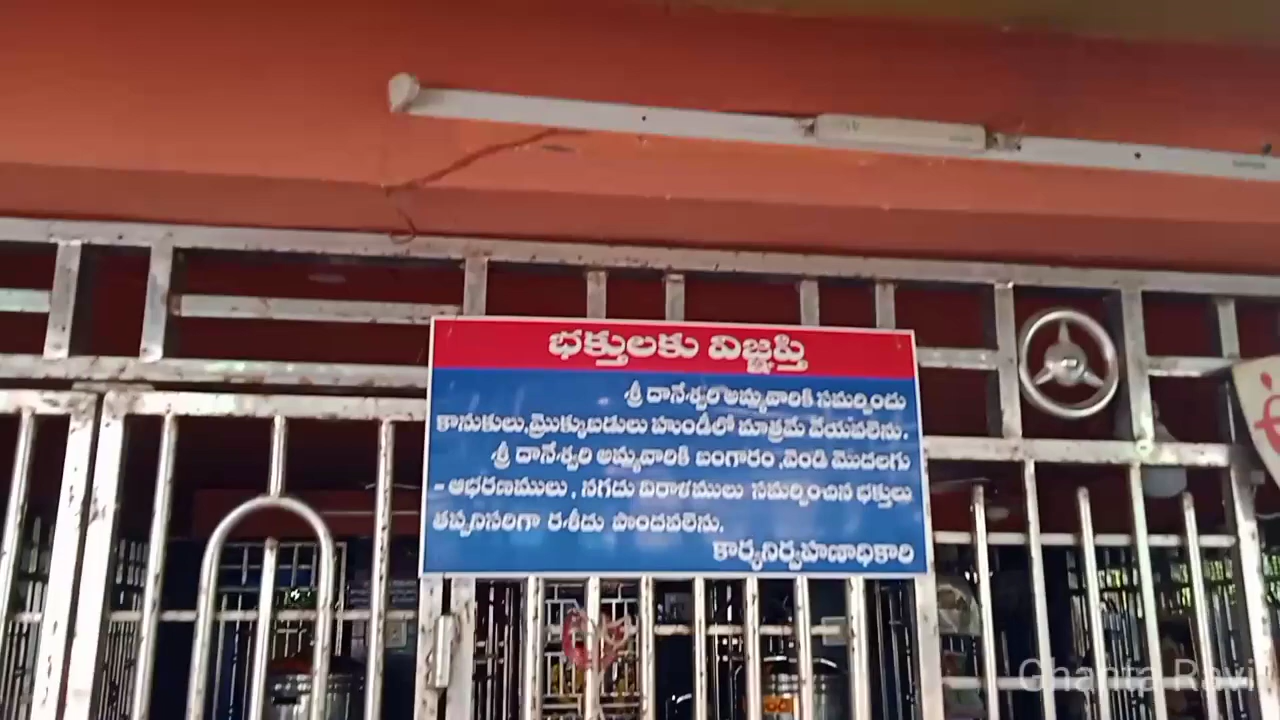 భక్తులకు విజ్ఞప్తి
శ్రీ దానేశ్వరి అమ్మవారికి సమర్పించు
కానుకలు,మ్రొక్కుబడులు హుండీలో మాత్రమే వేయవలెను.
శ్రీ దానేశ్వరి అమ్మవారికి బంగారం ,వెండి మొదలగు
- ఆభరణములు , నగదు విరాళములు సమర్పించిన భక్తులు
తప్పనిసరిగా రశీదు పొందవలెను.
కార్యనిర్వహణాధికారి
Ghanta Ravi